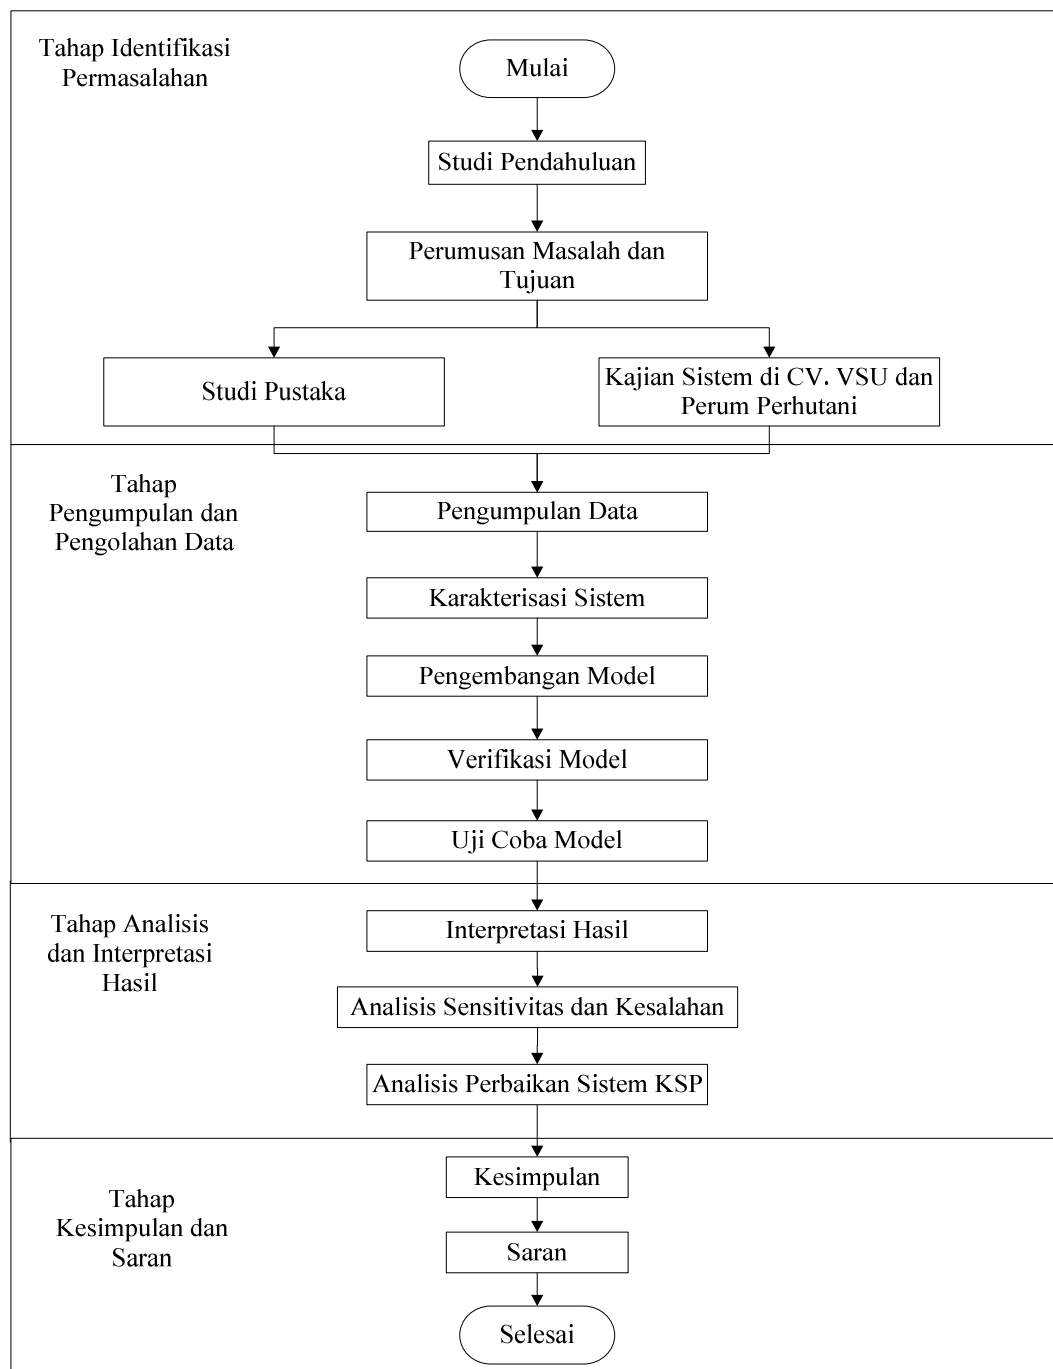 Tahap Identifikasi
Permasalahan
Mulai
Studi Pendahuluan
Perumusan Masalah dan
Tujuan
Studi Pustaka
Kajian Sistem di CV. VSU dan
Perum Perhutani
Tahap
Pengumpulan dan
Pengolahan Data
Pengumpulan Data
Karakterisasi Sistem
Pengembangan Model
Verifikasi Model
Uji Coba Model
Tahap Analisis
dan Interpretasi
Hasil
Interpretasi Hasil
Analisis Sensitivitas dan Kesalahan
Analisis Perbaikan Sistem KSP
Tahap
Kesimpulan dan
Saran
Kesimpulan
Saran
Selesai